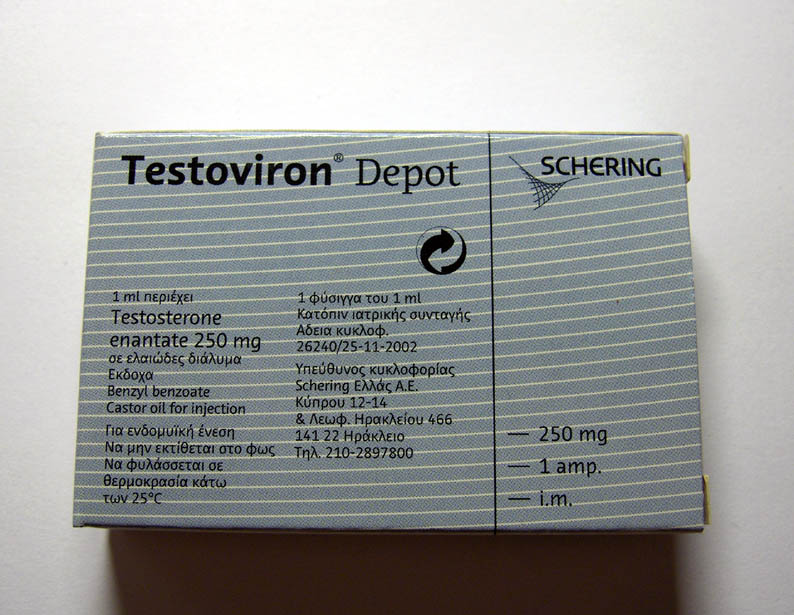 Testoviron® Depot
SCHERING
1 ml περιέχει
Testosterone
enantate 250 mg
σε ελαιώδες διάλυμα
Εκδοχα
Benzyl benzoate
Castor oil for injection
Για ενδομυϊκή ένεση
Να μην εκτίθεται στο φως
Να φυλάσσεται σε
θερμοκρασία κάτω
των 25°C
1 φύσιγγα του 1 ml
Κατόπιν ιατρικής συνταγής
Αδεια κυκλοφ.
26240/25-11-2002
Υπεύθυνος κυκλοφορίας
Schering Ελλάς Α.Ε.
Κύπρου 12-14
& Λεωφ. Ηρακλείου 466
141 22 Ηράκλειο
Τηλ. 210-2897800
— 250 mg
— 1 amp.
— i.m.